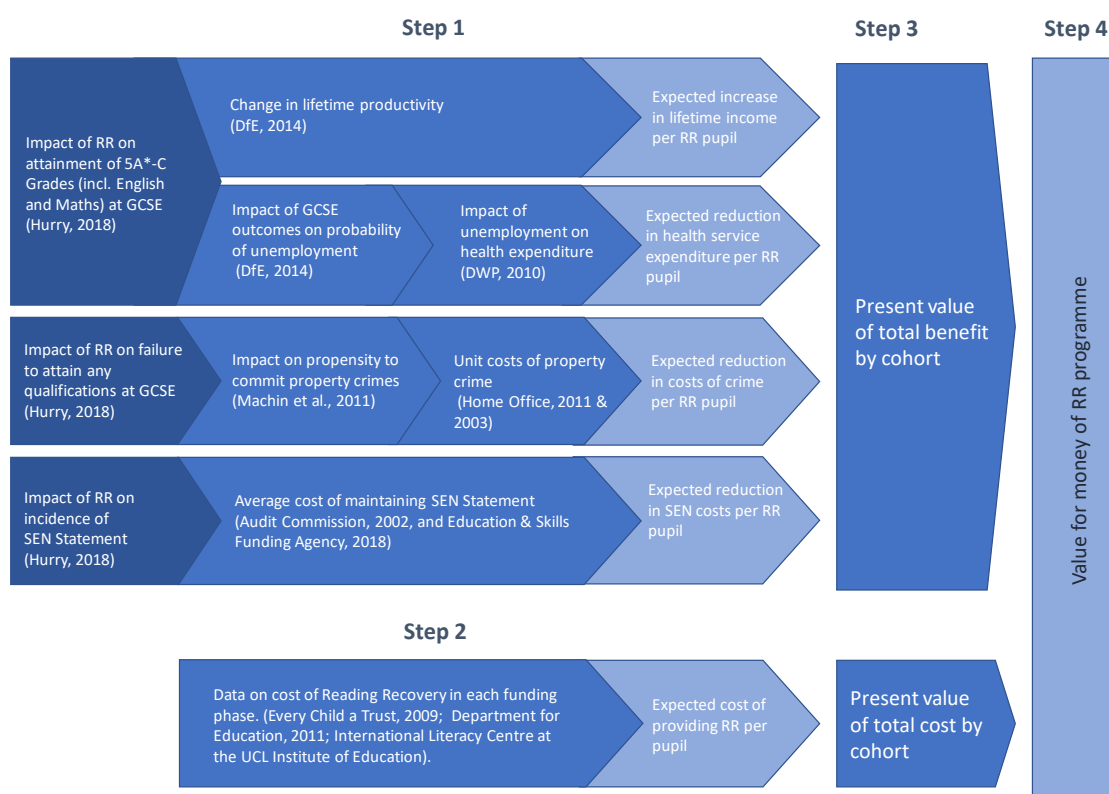 Step 1
Step 3
Step 4
Impact of RR on
attainment of 5A*-C
Grades (incl. English
and Maths) at GCSE
(Hurry, 2018)
Change in lifetime productivity
(DfE, 2014)
Expected increase
in lifetime income
per RR pupil
Impact of GCSE
outcomes on probability
of unemployment
(DfE, 2014)
Impact of
unemployment on
health expenditure
(DWP, 2010)
Expected reduction
in health service
expenditure per RR
pupil
Impact of RR on failure
to attain any
qualifications at GCSE
(Hurry, 2018)
Impact on propensity to
commit property crimes
(Machin et al., 2011)
Unit costs of property
crime
(Home Office, 2011 &
2003)
Expected reduction
in costs of crime
per RR pupil
Impact of RR on
incidence of
SEN Statement
(Hurry, 2018)
Average cost of maintaining SEN Statement
(Audit Commission, 2002, and Education & Skills
Funding Agency, 2018)
Expected reduction
in SEN costs per RR
pupil
Present value
of total benefit
by cohort
Value for money of RR programme
Step 2
Data on cost of Reading Recovery in each funding
phase. (Every Child a Trust, 2009; Department for
Education, 2011; International Literacy Centre at
the UCL Institute of Education).
Expected cost of
providing RR per
pupil
Present value
of total cost by
cohort